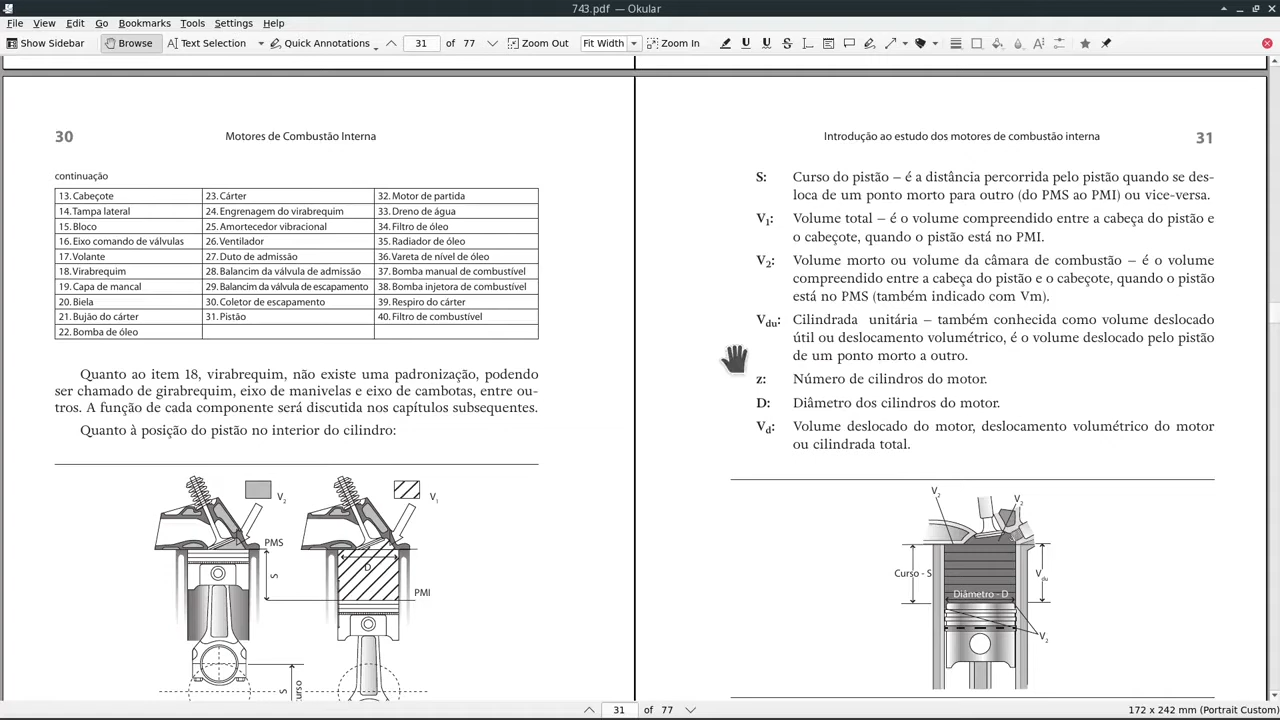 743.pdf — Okular
File View Edit Go Bookmarks Tools Settings Help
Show Sidebar Browse Text Selection Quick Annotations 31 of 77 Zoom Out Fit Width Zoom In
30 Motores de Combustão Interna
continuação
13. Cabeçote 23. Cárter 32. Motor de partida
14. Tampa lateral 24. Engrenagem do virabrequim 33. Dreno de água
15. Bloco 25. Amortecedor vibracional 34. Filtro de óleo
16. Eixo comando de válvulas 26. Ventilador 35. Radiador de óleo
17. Volante 27. Duto de admissão 36. Vareta de nível de óleo
18. Virabrequim 28. Balancim da válvula de admissão 37. Bomba manual de combustível
19. Capa de mancal 29. Balancim da válvula de escapamento 38. Bomba injetora de combustível
20. Biela 30. Coletor de escapamento 39. Respiro do cárter
21. Bujão do cárter 31. Pistão 40. Filtro de combustível
22. Bomba de óleo
Quanto ao item 18, virabrequim, não existe uma padronização, podendo
ser chamado de girabrequim, eixo de manivelas e eixo de cambotas, entre ou-
tros. A função de cada componente será discutida nos capítulos subsequentes.
Quanto à posição do pistão no interior do cilindro:
V2 V1
PMS
D
S
PMI
S
curso
Introdução ao estudo dos motores de combustão interna 31
S: Curso do pistão – é a distância percorrida pelo pistão quando se des-
loca de um ponto morto para outro (do PMS ao PMI) ou vice-versa.
V1: Volume total – é o volume compreendido entre a cabeça do pistão e
o cabeçote, quando o pistão está no PMI.
V2: Volume morto ou volume da câmara de combustão – é o volume
compreendido entre a cabeça do pistão e o cabeçote, quando o pistão
está no PMS (também indicado com Vm).
Vdu: Cilindrada unitária – também conhecida como volume deslocado
útil ou deslocamento volumétrico, é o volume deslocado pelo pistão
de um ponto morto a outro.
z: Número de cilindros do motor.
D: Diâmetro dos cilindros do motor.
Vd: Volume deslocado do motor, deslocamento volumétrico do motor
ou cilindrada total.
V2 V2
Curso - S Vdu
Diâmetro - D
V2
31 of 77 172 x 242 mm (Portrait Custom)